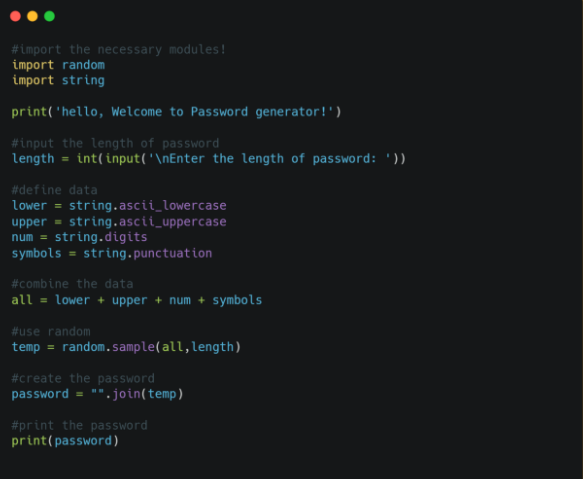 #import the necessary modules!
import random
import string
print('hello, Welcome to Password generator!')
#input the length of password
length = int(input('\nEnter the length of password: '))
#define data
lower = string.ascii_lowercase
upper = string.ascii_uppercase
num = string.digits
symbols = string.punctuation
#combine the data
all = lower + upper + num + symbols
#use random
temp = random.sample(all,length)
#create the password
password = "".join(temp)
#print the password
print(password)